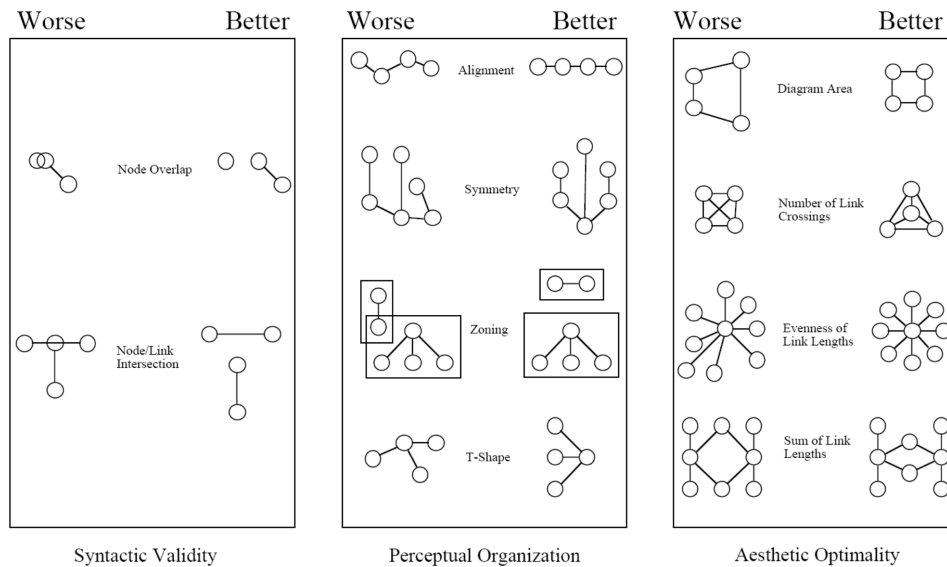 Worse
Better
Node Overlap
Node/Link
Intersection
Syntactic Validity
Worse
Better
Alignment
Symmetry
Zoning
T-Shape
Perceptual Organization
Worse
Better
Diagram Area
Number of Link
Crossings
Evenness of
Link Lengths
Sum of Link
Lengths
Aesthetic Optimality